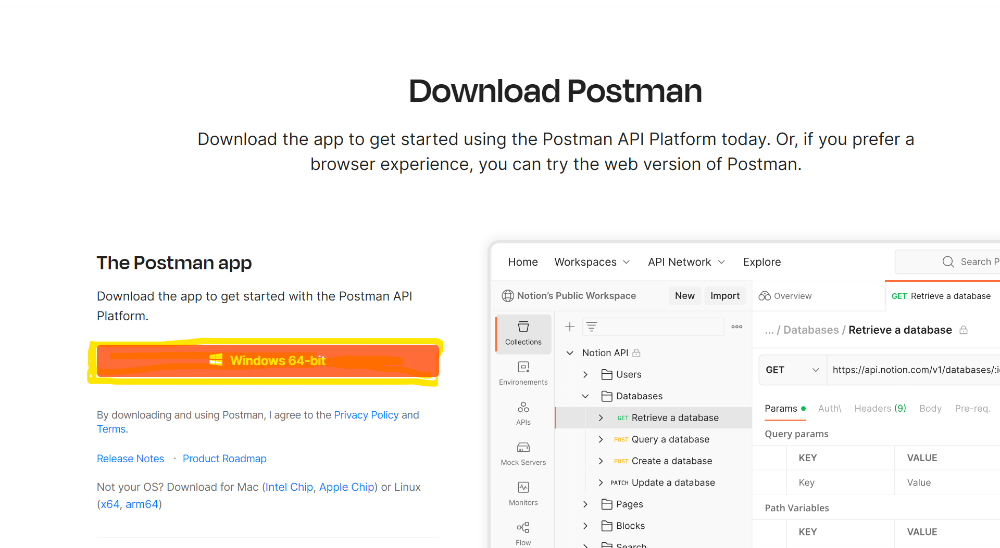 Download Postman
Download the app to get started using the Postman API Platform today. Or, if you prefer a
browser experience, you can try the web version of Postman.
The Postman app
Download the app to get started with the Postman API
Platform.
Windows 64-bit
By downloading and using Postman, I agree to the Privacy Policy and
Terms.
Release Notes · Product Roadmap
Not your OS? Download for Mac (Intel Chip, Apple Chip) or Linux
(x64, arm64)
Home Workspaces API Network Explore Search P
Notion’s Public Workspace New Import
Collections
Environements
APIs
Mock Servers
Monitors
Flow
Notion API
Users
Databases
GET Retrieve a database
POST Query a database
POST Create a database
PATCH Update a database
Pages
Blocks
Search
Overview GET Retrieve a database
... / Databases / Retrieve a database
GET https://api.notion.com/v1/databases/:i
Params Auth\ Headers (9) Body Pre-req.
Query params
KEY VALUE
Key Value
Path Variables
KEY VALUE